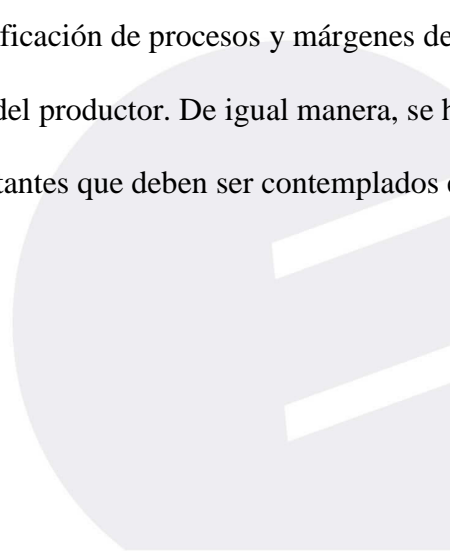 ficación de procesos y márgenes de
del productor. De igual manera, se h
tantes que deben ser contemplados